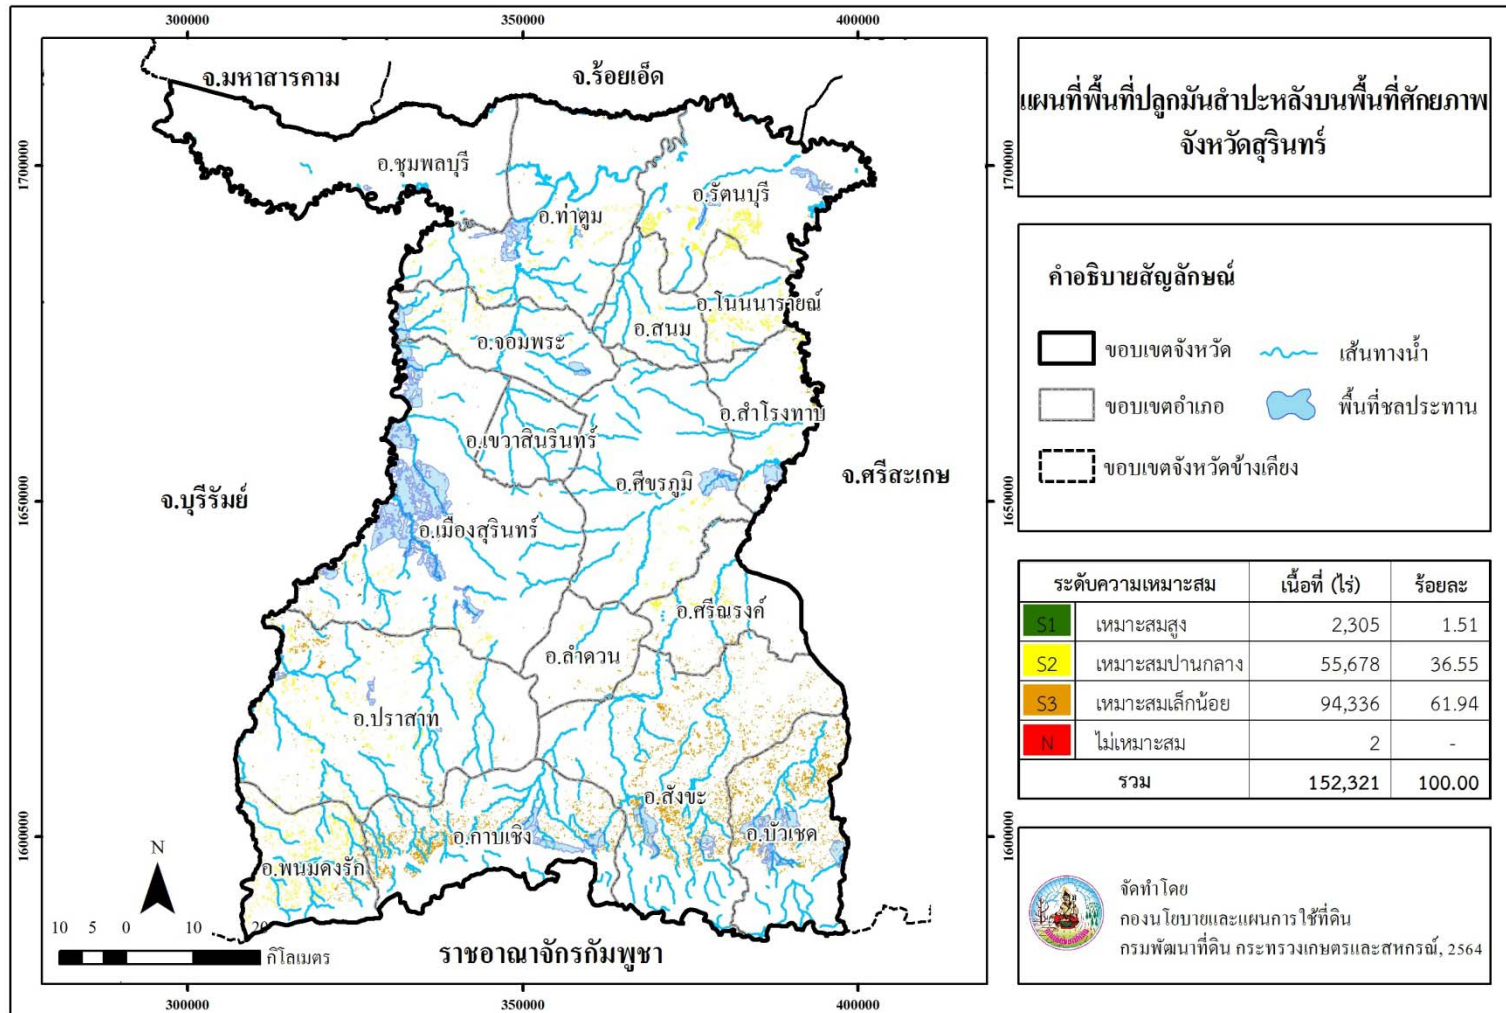 300000 350000 400000
แผนที่พื้นที่ปลูกมันสำปะหลังบนพื้นที่ศักยภาพ
จังหวัดสุรินทร์
จ.มหาสารคาม
จ.ร้อยเอ็ด
1700000
1700000
อ.ชุมพลบุรี
อ.ท่าตูม
อ.รัตนบุรี
อ.โนนนารายณ์
อ.สนม
อ.จอมพระ
อ.สำโรงทาบ
อ.เขวาสินรินทร์
อ.ศีขรภูมิ
จ.ศรีสะเกษ
จ.บุรีรัมย์
1650000
1650000
อ.เมืองสุรินทร์
อ.ศรีณรงค์
อ.ลำดวน
อ.ปราสาท
อ.สังขะ
อ.บัวเชด
อ.กาบเชิง
อ.พนมดงรัก
1600000
1600000
N
10 5 0 10 20
กิโลเมตร
ราชอาณาจักรกัมพูชา
300000 350000 400000
คำอธิบายสัญลักษณ์
ขอบเขตจังหวัด เส้นทางน้ำ
ขอบเขตอำเภอ พื้นที่ชลประทาน
ขอบเขตจังหวัดข้างเคียง
ระดับความเหมาะสม เนื้อที่ (ไร่) ร้อยละ
S1 เหมาะสมสูง 2,305 1.51
S2 เหมาะสมปานกลาง 55,678 36.55
S3 เหมาะสมเล็กน้อย 94,336 61.94
N ไม่เหมาะสม 2 -
รวม 152,321 100.00
จัดทำโดย
กองนโยบายและแผนการใช้ที่ดิน
กรมพัฒนาที่ดิน กระทรวงเกษตรและสหกรณ์, 2564